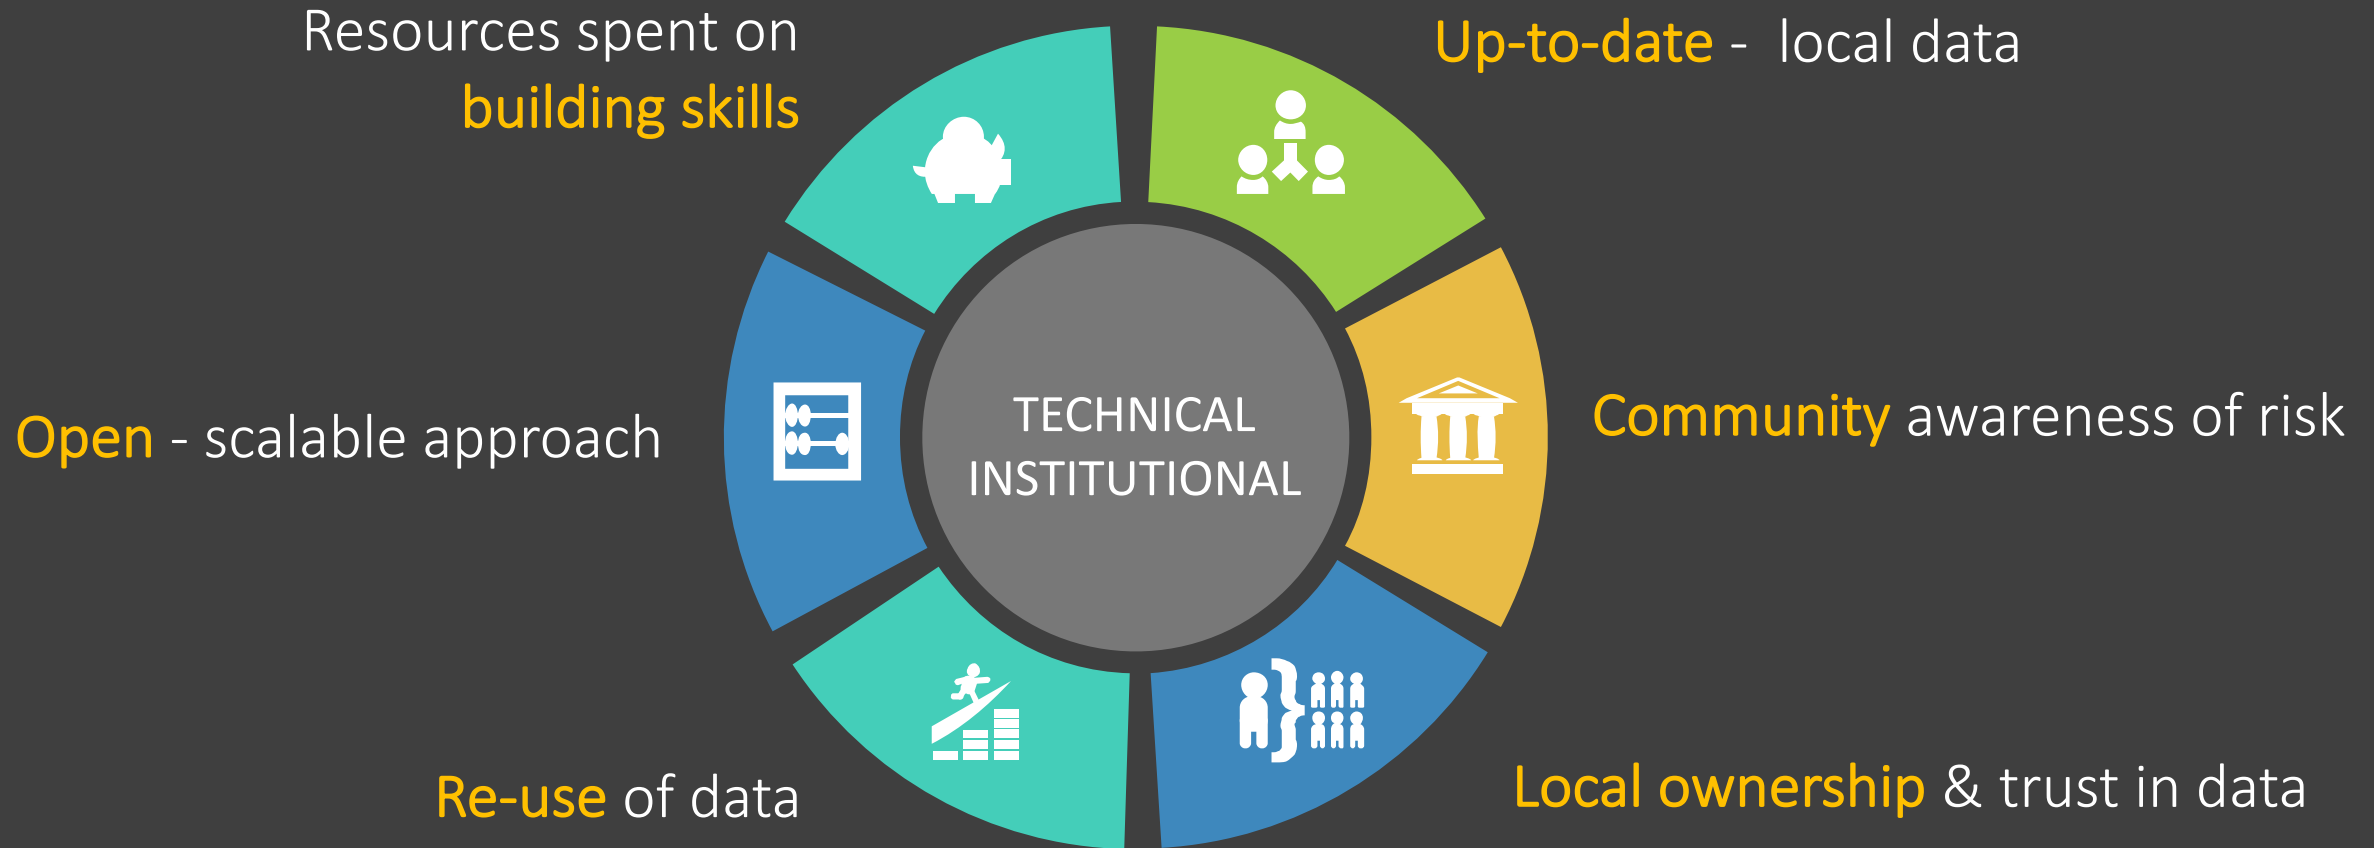 Resources spent on
building skills
Up-to-date - local data
Open - scalable approach
TECHNICAL
INSTITUTIONAL
Community awareness of risk
Re-use of data
Local ownership & trust in data